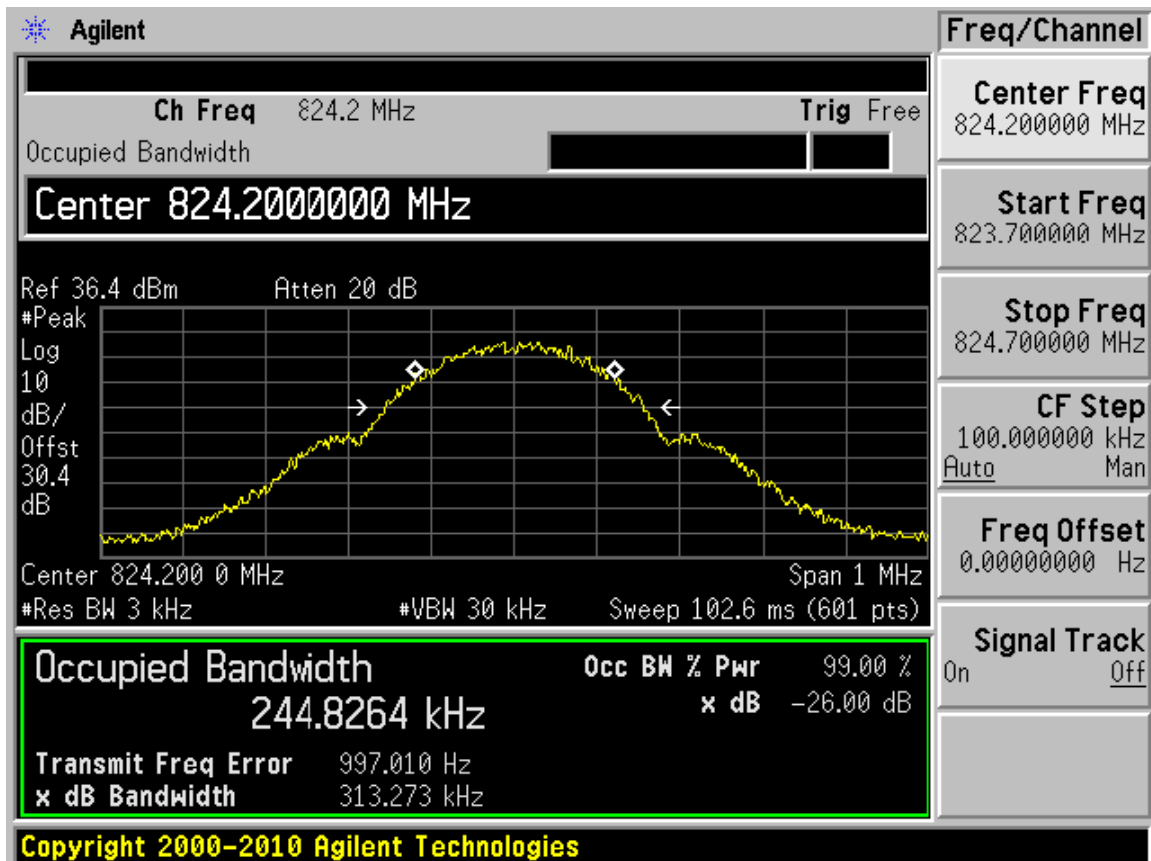 Agilent
Freq/Channel
Ch Freq 824.2 MHz Trig Free
Occupied Bandwidth
Center 824.2000000 MHz
Ref 36.4 dBm Atten 20 dB
#Peak
Log
10
dB/
Offst
30.4
dB
Center 824.200 0 MHz Span 1 MHz
#Res BW 3 kHz #VBW 30 kHz Sweep 102.6 ms (601 pts)
Occupied Bandwidth
244.8264 kHz
Occ BW % Pwr 99.00 %
x dB -26.00 dB
Transmit Freq Error 997.010 Hz
x dB Bandwidth 313.273 kHz
Center Freq
824.200000 MHz
Start Freq
823.700000 MHz
Stop Freq
824.700000 MHz
CF Step
100.000000 kHz
Auto Man
Freq Offset
0.00000000 Hz
Signal Track
On Off
Copyright 2000-2010 Agilent Technologies